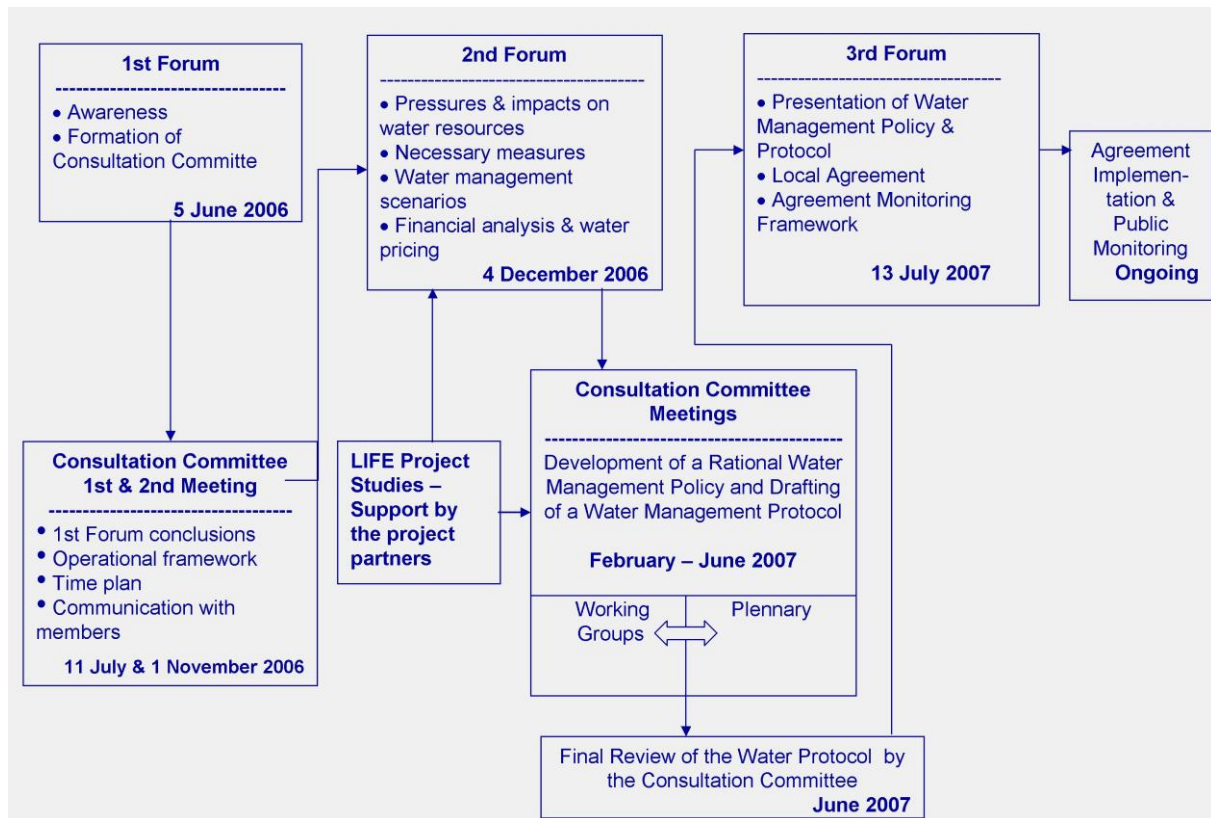 1st Forum
-----------------------------------
• Awareness
• Formation of
Consultation Committe
5 June 2006
2nd Forum
---------------------------------------
• Pressures & impacts on
water resources
• Necessary measures
• Water management
scenarios
• Financial analysis & water
pricing
4 December 2006
3rd Forum
------------------------------------
• Presentation of Water
Management Policy &
Protocol
• Local Agreement
• Agreement Monitoring
Framework
13 July 2007
Agreement
Implemen-
tation &
Public
Monitoring
Ongoing
Consultation Committee
1st & 2nd Meeting
------------------------------------
• 1st Forum conclusions
• Operational framework
• Time plan
• Communication with
members
11 July & 1 November 2006
LIFE Project
Studies –
Support by
the project
partners
Consultation Committee
Meetings
--------------------------------------------
Development of a Rational Water
Management Policy and Drafting
of a Water Management Protocol
February – June 2007
Working
Groups
Plennary
Final Review of the Water Protocol by
the Consultation Committee
June 2007